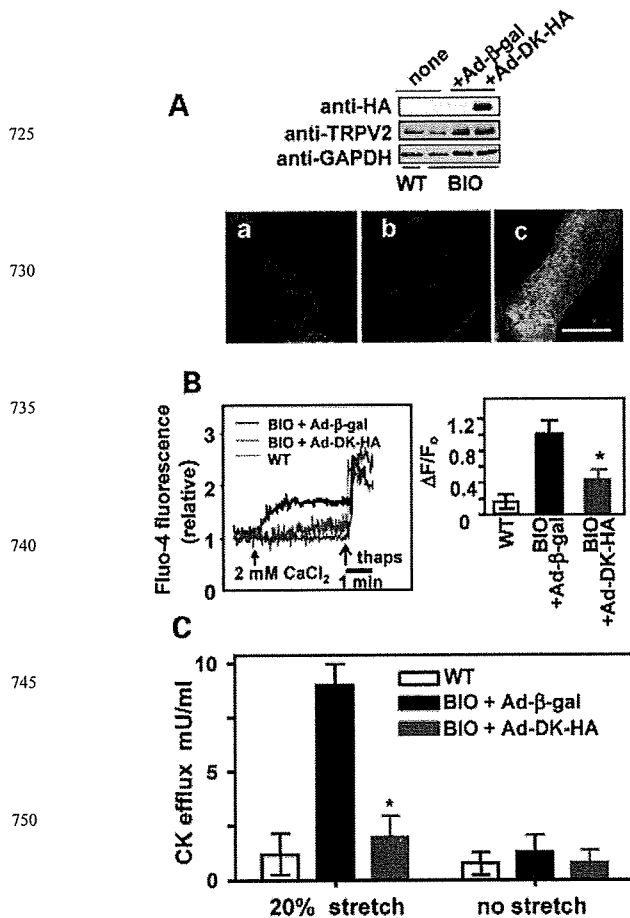 none
+Ad-β-gal
+Ad-DK-HA
A
anti-HA
725
anti-TRPV2
anti-GAPDH
WT BIO
a b c
730
B
735
Fluo-4 fluorescence
(relative)
3
2
1
0
BIO + Ad-β-gal
BIO + Ad-DK-HA
WT
2 mM CaCl₂
thaps
1 min
ΔF/Fₒ
1.2
0.8
0.4
0
*
WT
BIO
+Ad-β-gal
BIO
+Ad-DK-HA
740
C
745
CK efflux mU/ml
10
5
0
WT
BIO + Ad-β-gal
BIO + Ad-DK-HA
*
750
20% stretch no stretch